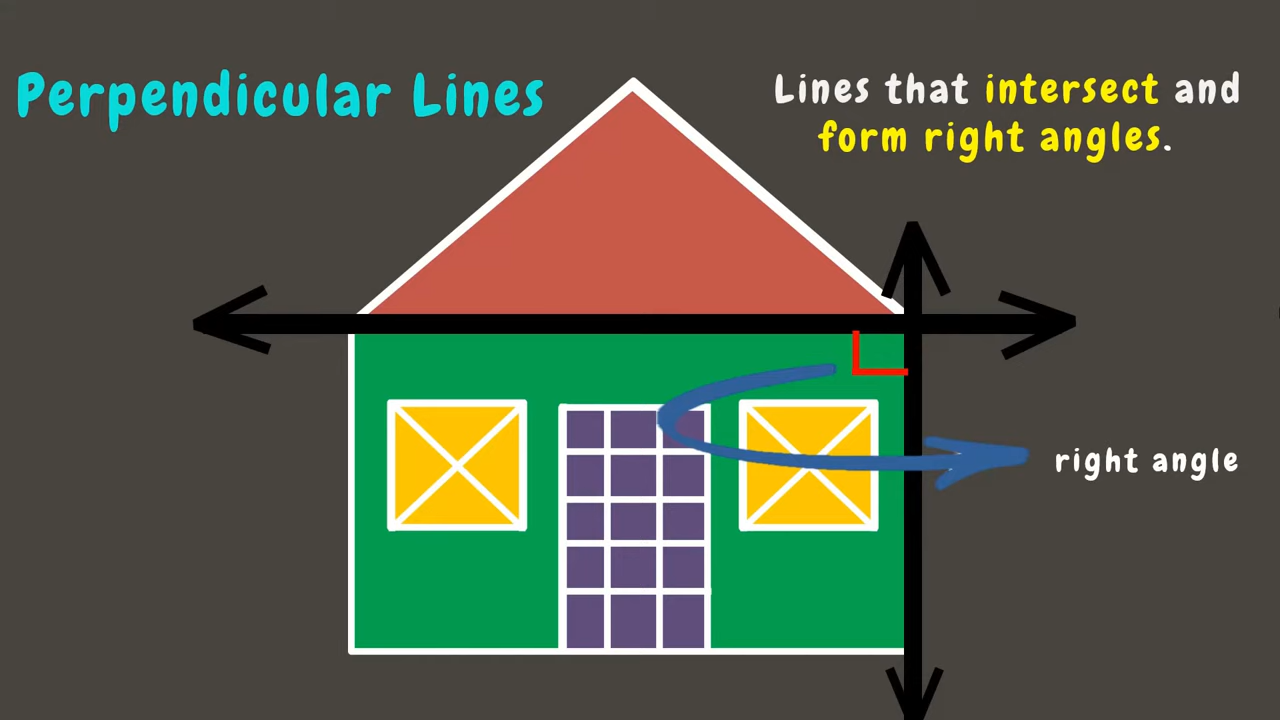 Perpendicular Lines
Lines that intersect and
form right angles.
right angle